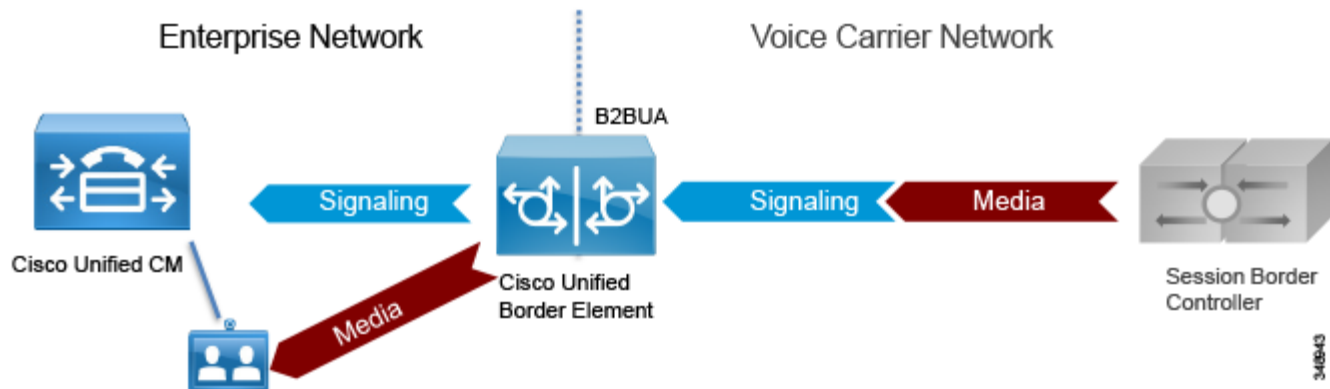 Enterprise Network
Voice Carrier Network
B2BUA
Signaling
Signaling
Media
Cisco Unified CM
Cisco Unified
Border Element
Media
Session Border
Controller
348943